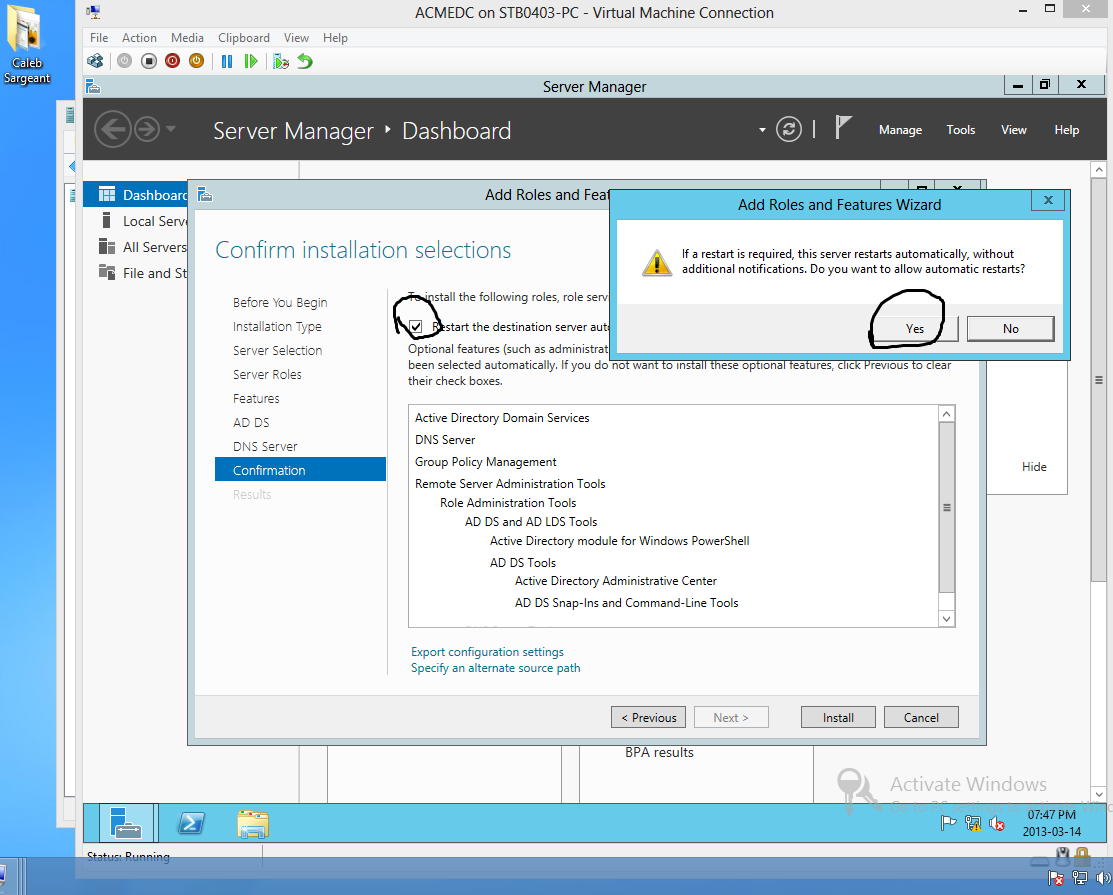 Caleb
Sargeant
ACMEDC on STB0403-PC - Virtual Machine Connection
File Action Media Clipboard View Help
Server Manager
Server Manager Dashboard
Manage Tools View Help
Dashboard
Local Serve
All Servers
File and St
Add Roles and Feat
Confirm installation selections
Before You Begin
Installation Type
Server Selection
Server Roles
Features
AD DS
DNS Server
Confirmation
Results
To install the following roles, role servi
Restart the destination server auto
Optional features (such as administrat
been selected automatically. If you do not want to install these optional features, click Previous to clear
their check boxes.
Active Directory Domain Services
DNS Server
Group Policy Management
Remote Server Administration Tools
Role Administration Tools
AD DS and AD LDS Tools
Active Directory module for Windows PowerShell
AD DS Tools
Active Directory Administrative Center
AD DS Snap-Ins and Command-Line Tools
Export configuration settings
Specify an alternate source path
< Previous
Next >
Install
Cancel
Add Roles and Features Wizard
If a restart is required, this server restarts automatically, without
additional notifications. Do you want to allow automatic restarts?
Yes
No
Hide
BPA results
Activate Windows
07:47 PM
2013-03-14
Status: Running